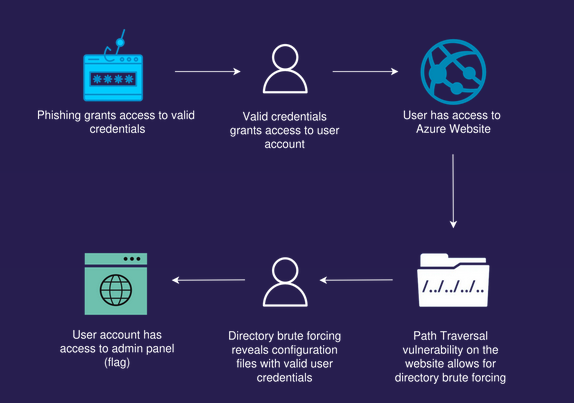 ****
Phishing grants access to valid
credentials
Valid credentials
grants access to user
account
User has access to
Azure Website
/../../../..
Path Traversal
vulnerability on the
website allows for
directory brute forcing
Directory brute forcing
reveals configuration
files with valid user
credentials
User account has
access to admin panel
(flag)